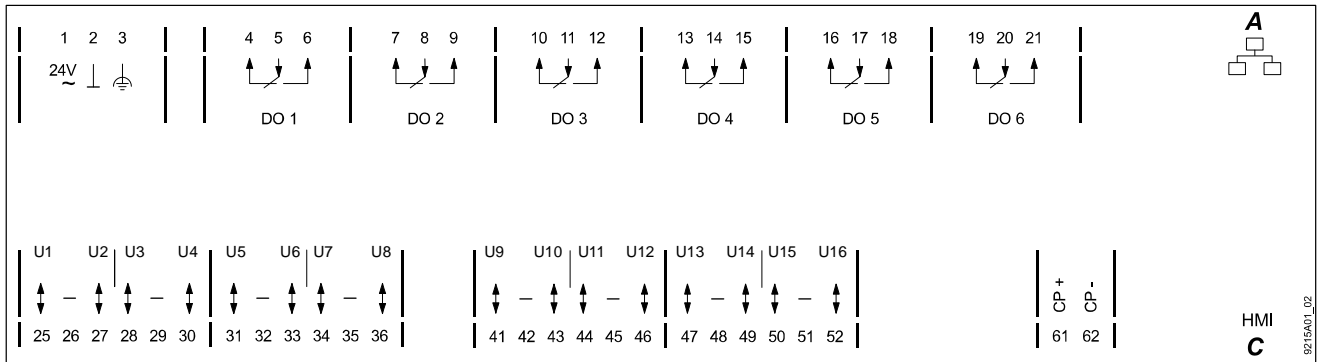 1 2 3 4 5 6 7 8 9 10 11 12 13 14 15 16 17 18 19 20 21 A
24V ~
DO 1 DO 2 DO 3 DO 4 DO 5 DO 6
U1 U2 U3 U4 U5 U6 U7 U8 U9 U10 U11 U12 U13 U14 U15 U16
CP + CP -
25 26 27 28 29 30 31 32 33 34 35 36 41 42 43 44 45 46 47 48 49 50 51 52 61 62
HMI
C
9215A01_02